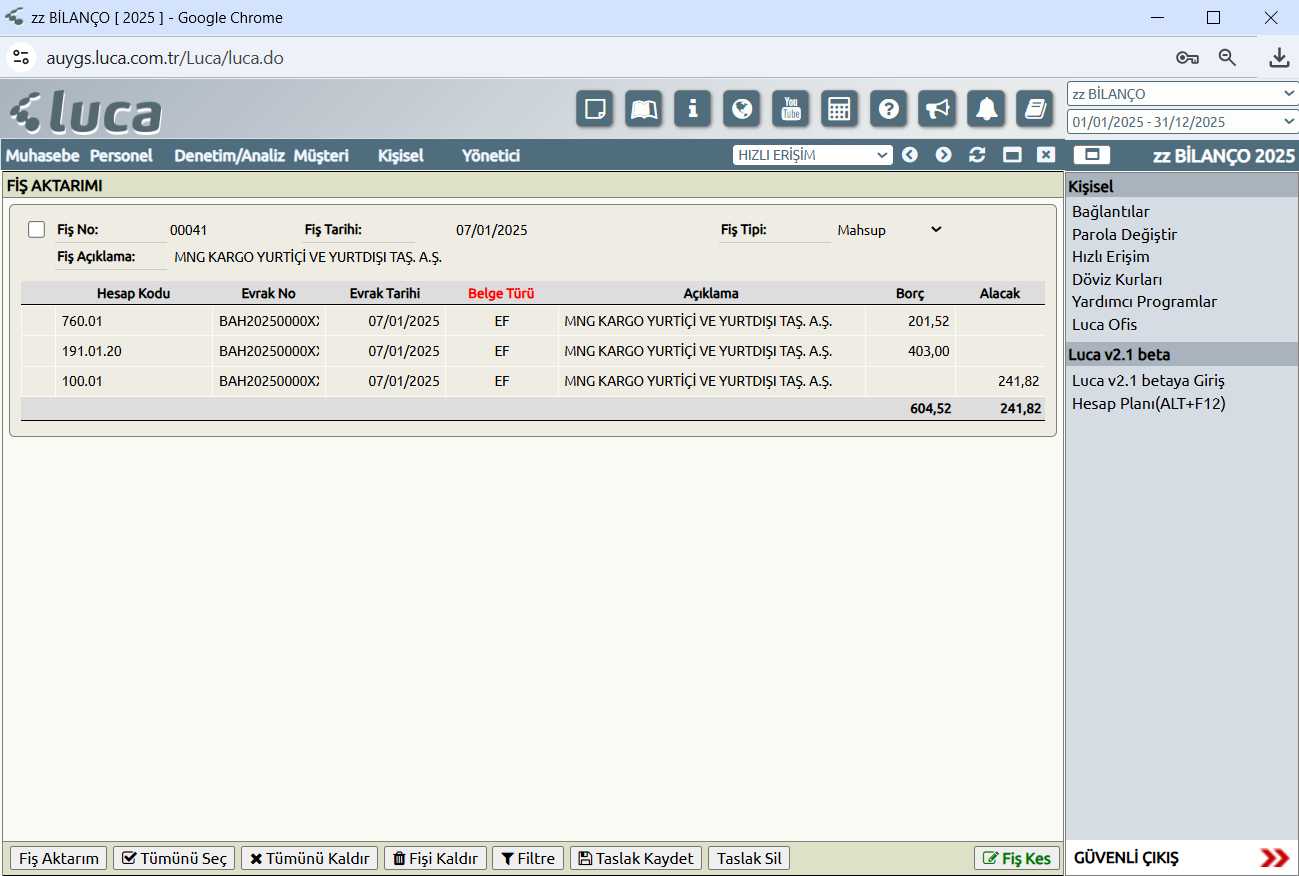 zz BİLANÇO [ 2025 ] - Google Chrome
auygs.luca.com.tr/Luca/luca.do
luca
You Tube
zz BİLANÇO
01/01/2025 - 31/12/2025
Muhasebe Personel Denetim/Analiz Müşteri Kişisel Yönetici HIZLI ERİŞİM zz BİLANÇO 2025
FİŞ AKTARIMI
Fiş No: 00041 Fiş Tarihi: 07/01/2025 Fiş Tipi: Mahsup
Fiş Açıklama: MNG KARGO YURTİÇİ VE YURTDIŞI TAŞ. A.Ş.
Hesap Kodu Evrak No Evrak Tarihi Belge Türü Açıklama Borç Alacak
760.01 BAH20250000XX 07/01/2025 EF MNG KARGO YURTİÇİ VE YURTDIŞI TAŞ. A.Ş. 201,52
191.01.20 BAH20250000XX 07/01/2025 EF MNG KARGO YURTİÇİ VE YURTDIŞI TAŞ. A.Ş. 403,00
100.01 BAH20250000XX 07/01/2025 EF MNG KARGO YURTİÇİ VE YURTDIŞI TAŞ. A.Ş. 241,82
604,52 241,82
Fiş Aktarım Tümünü Seç Tümünü Kaldır Fişi Kaldır Filtre Taslak Kaydet Taslak Sil Fiş Kes
Kişisel
Bağlantılar
Parola Değiştir
Hızlı Erişim
Döviz Kurları
Yardımcı Programlar
Luca Ofis
Luca v2.1 beta
Luca v2.1 betaya Giriş
Hesap Planı(ALT+F12)
GÜVENLİ ÇIKIŞ